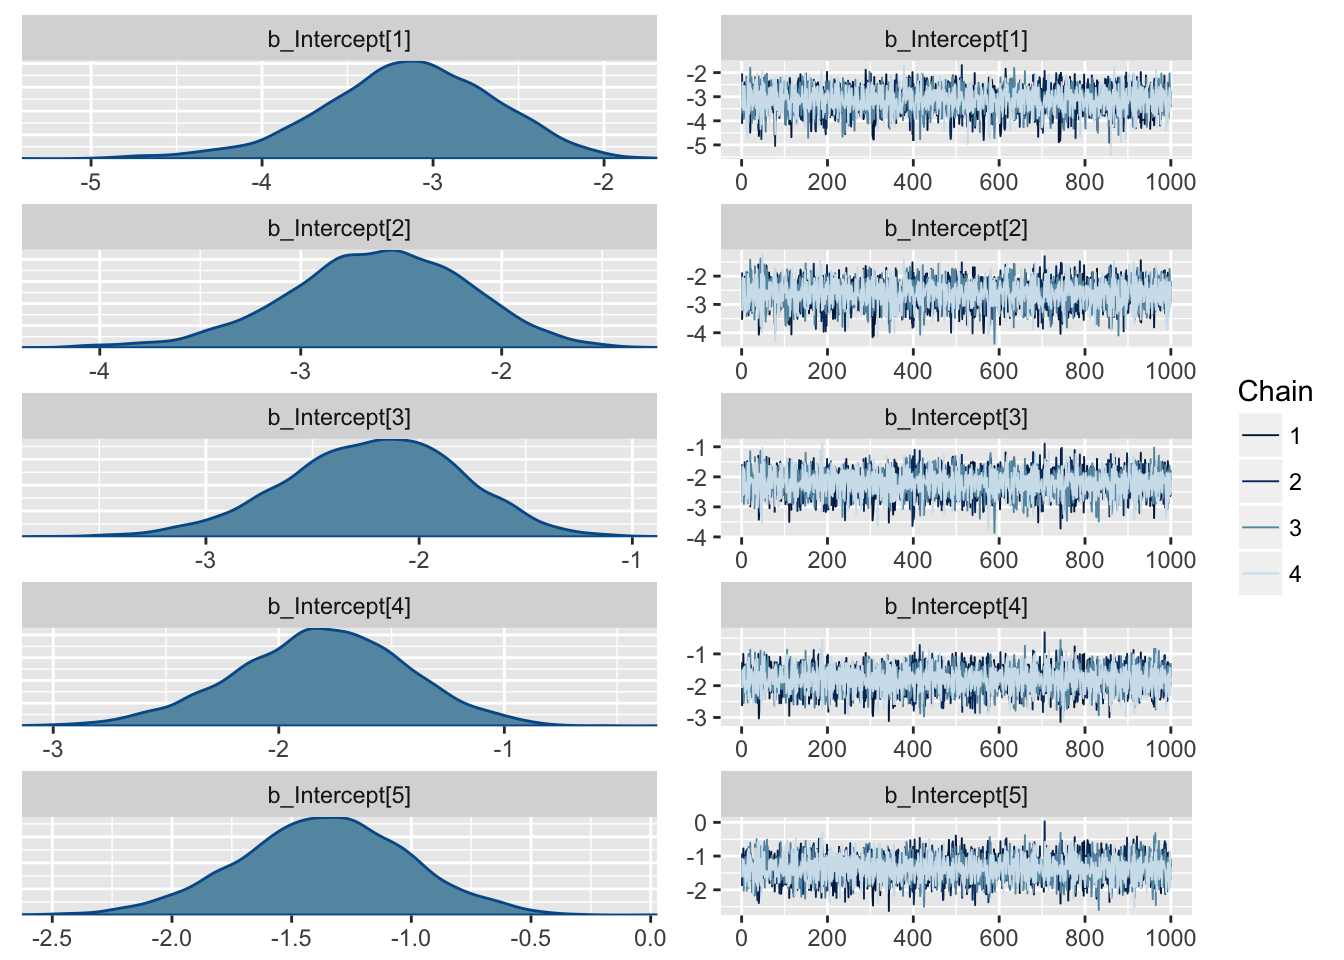 b_Intercept[1]
-5 -4 -3 -2
b_Intercept[1]
-2
-3
-4
-5
0 200 400 600 800 1000
b_Intercept[2]
-4 -3 -2
b_Intercept[2]
-2
-3
-4
0 200 400 600 800 1000
b_Intercept[3]
-3 -2 -1
b_Intercept[3]
-1
-2
-3
-4
0 200 400 600 800 1000
b_Intercept[4]
-3 -2 -1
b_Intercept[4]
-1
-2
-3
0 200 400 600 800 1000
b_Intercept[5]
-2.5 -2.0 -1.5 -1.0 -0.5 0.0
b_Intercept[5]
0
-1
-2
0 200 400 600 800 1000
Chain
1
2
3
4